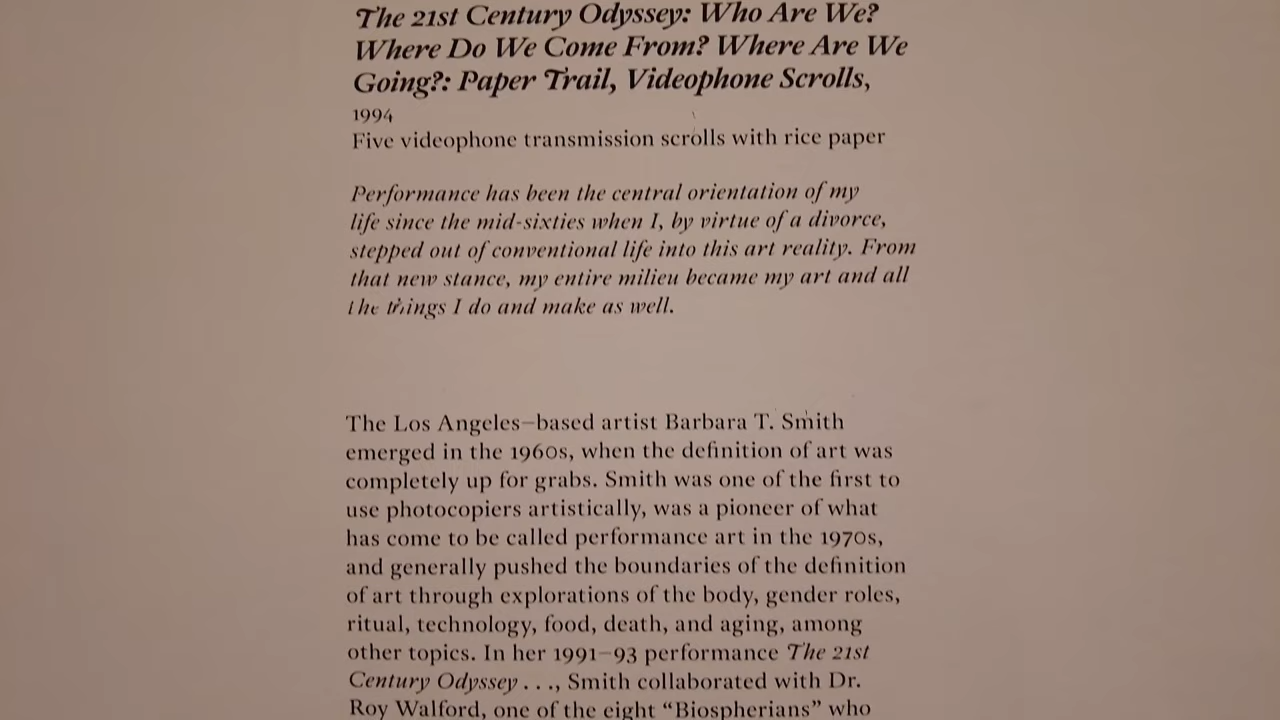 The 21st Century Odyssey: Who Are We?
Where Do We Come From? Where Are We
Going?: Paper Trail, Videophone Scrolls,
1994
Five videophone transmission scrolls with rice paper
Performance has been the central orientation of my
life since the mid-sixties when I, by virtue of a divorce,
stepped out of conventional life into this art reality. From
that new stance, my entire milieu became my art and all
the things I do and make as well.
The Los Angeles–based artist Barbara T. Smith
emerged in the 1960s, when the definition of art was
completely up for grabs. Smith was one of the first to
use photocopiers artistically, was a pioneer of what
has come to be called performance art in the 1970s,
and generally pushed the boundaries of the definition
of art through explorations of the body, gender roles,
ritual, technology, food, death, and aging, among
other topics. In her 1991–93 performance The 21st
Century Odyssey . . ., Smith collaborated with Dr.
Roy Walford, one of the eight “Biospherians” who